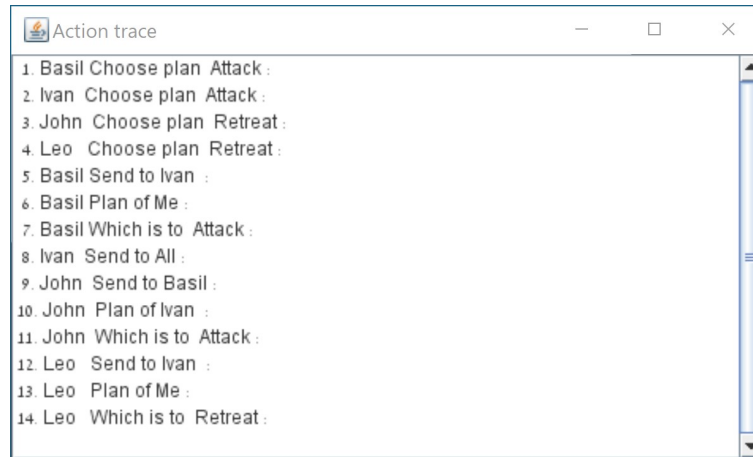 Action trace
1. Basil Choose plan Attack :
2. Ivan Choose plan Attack :
3. John Choose plan Retreat :
4. Leo Choose plan Retreat :
5. Basil Send to Ivan :
6. Basil Plan of Me :
7. Basil Which is to Attack :
8. Ivan Send to All :
9. John Send to Basil :
10. John Plan of Ivan :
11. John Which is to Attack :
12. Leo Send to Ivan :
13. Leo Plan of Me :
14. Leo Which is to Retreat :